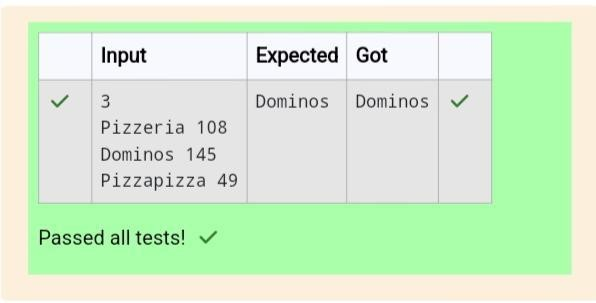 Input Expected Got
3 Dominos Dominos
Pizzeria 108
Dominos 145
Pizzapizza 49
Passed all tests!